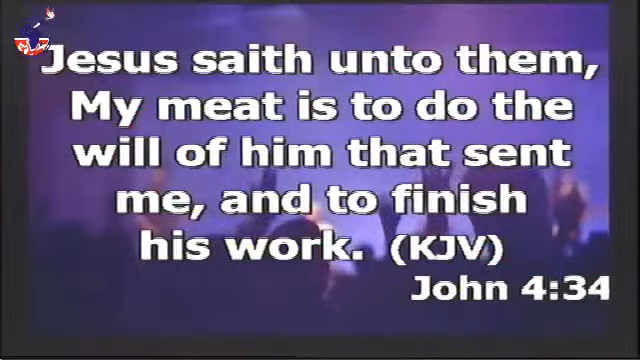 Jesus saith unto them,
My meat is to do the
will of him that sent
me, and to finish
his work. (KJV)
John 4:34